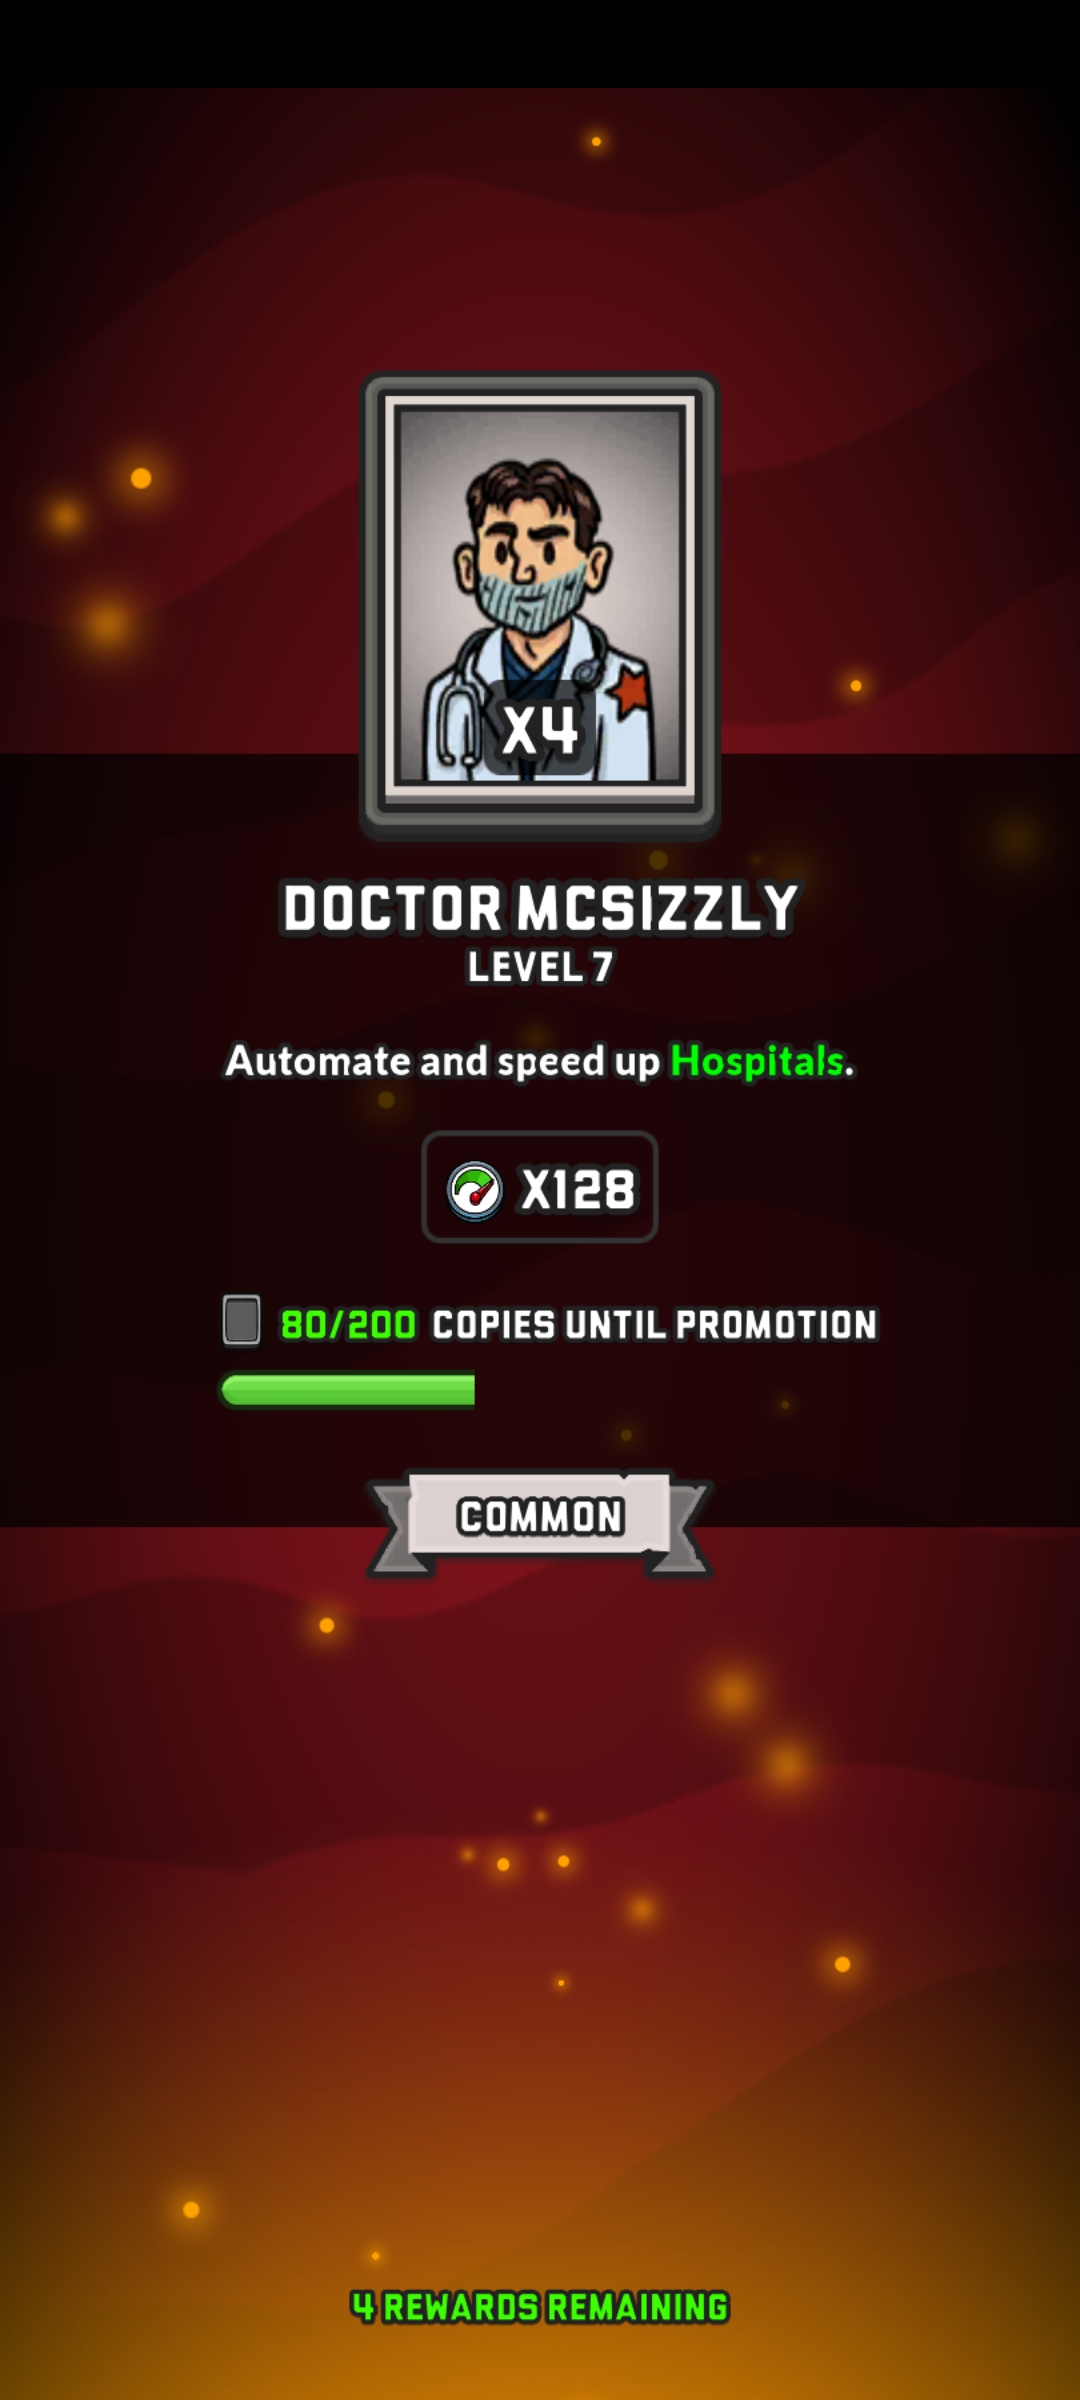 X4
DOCTOR MCSIZZLY
LEVEL 7
Automate and speed up Hospitals.
X128
80/200 COPIES UNTIL PROMOTION
COMMON
4 REWARDS REMAINING